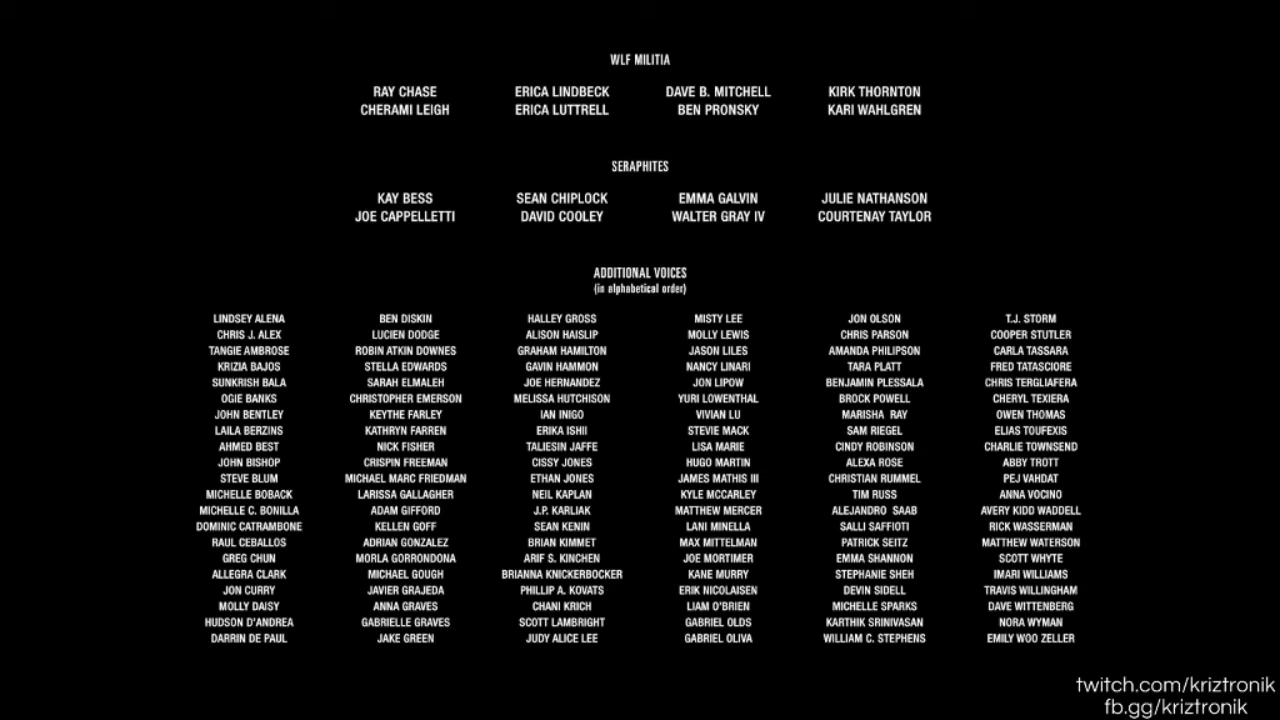 WLF MILITIA
RAY CHASE ERICA LINDBECK DAVE B. MITCHELL KIRK THORNTON
CHERAMI LEIGH ERICA LUTTRELL BEN PRONSKY KARI WAHLGREN
SERAPHITES
KAY BESS SEAN CHIPLOCK EMMA GALVIN JULIE NATHANSON
JOE CAPPELLETTI DAVID COOLEY WALTER GRAY IV COURTENAY TAYLOR
ADDITIONAL VOICES
(in alphabetical order)
LINDSEY ALENA BEN DISKIN HALLEY GROSS MISTY LEE JON OLSON T.J. STORM
CHRIS J. ALEX LUCIEN DODGE ALISON HAISLIP MOLLY LEWIS CHRIS PARSON COOPER STUTLER
TANGIE AMBROSE ROBIN ATKIN DOWNES GRAHAM HAMILTON JASON LILES AMANDA PHILIPSON CARLA TASSARA
KRIZIA BAJOS STELLA EDWARDS GAVIN HAMMON NANCY LINARI TARA PLATT FRED TATASCIORE
SUNKRISH BALA SARAH ELMALEH JOE HERNANDEZ JON LIPOW BENJAMIN PLESSALA CHRIS TERGLIAFERA
OGIE BANKS CHRISTOPHER EMERSON MELISSA HUTCHISON YURI LOWENTHAL BROCK POWELL CHERYL TEXIERA
JOHN BENTLEY KEYTHE FARLEY IAN INIGO VIVIAN LU MARISHA RAY OWEN THOMAS
LAILA BERZINS KATHRYN FARREN ERIKA ISHII STEVIE MACK SAM RIEGEL ELIAS TOUFEXIS
AHMED BEST NICK FISHER TALIESIN JAFFE LISA MARIE CINDY ROBINSON CHARLIE TOWNSEND
JOHN BISHOP CRISPIN FREEMAN CISSY JONES HUGO MARTIN ALEXA ROSE ABBY TROTT
STEVE BLUM MICHAEL MARC FRIEDMAN ETHAN JONES JAMES MATHIS III CHRISTIAN RUMMEL PEJ VAHDAT
MICHELLE BOBACK LARISSA GALLAGHER NEIL KAPLAN KYLE MCCARLEY TIM RUSS ANNA VOCINO
MICHELLE C. BONILLA ADAM GIFFORD J.P. KARLIAK MATTHEW MERCER ALEJANDRO SAAB AVERY KIDD WADDELL
DOMINIC CATRAMBONE KELLEN GOFF SEAN KENIN LANI MINELLA SALLI SAFFIOTI RICK WASSERMAN
RAUL CEBALLOS ADRIAN GONZALEZ BRIAN KIMMET MAX MITTELMAN PATRICK SEITZ MATTHEW WATERSON
GREG CHUN MORLA GORRONDONA ARIF S. KINCHEN JOE MORTIMER EMMA SHANNON SCOTT WHYTE
ALLEGRA CLARK MICHAEL GOUGH BRIANNA KNICKERBOCKER KANE MURRY STEPHANIE SHEH IMARI WILLIAMS
JON CURRY JAVIER GRAJEDA PHILLIP A. KOVATS ERIK NICOLAISEN DEVIN SIDELL TRAVIS WILLINGHAM
MOLLY DAISY ANNA GRAVES CHANI KRICH LIAM O'BRIEN MICHELLE SPARKS DAVE WITTENBERG
HUDSON D'ANDREA GABRIELLE GRAVES SCOTT LAMBRIGHT GABRIEL OLDS KARTHIK SRINIVASAN NORA WYMAN
DARRIN DE PAUL JAKE GREEN JUDY ALICE LEE GABRIEL OLIVA WILLIAM C. STEPHENS EMILY WOO ZELLER
twitch.com/kriztronik
fb.gg/kriztronik